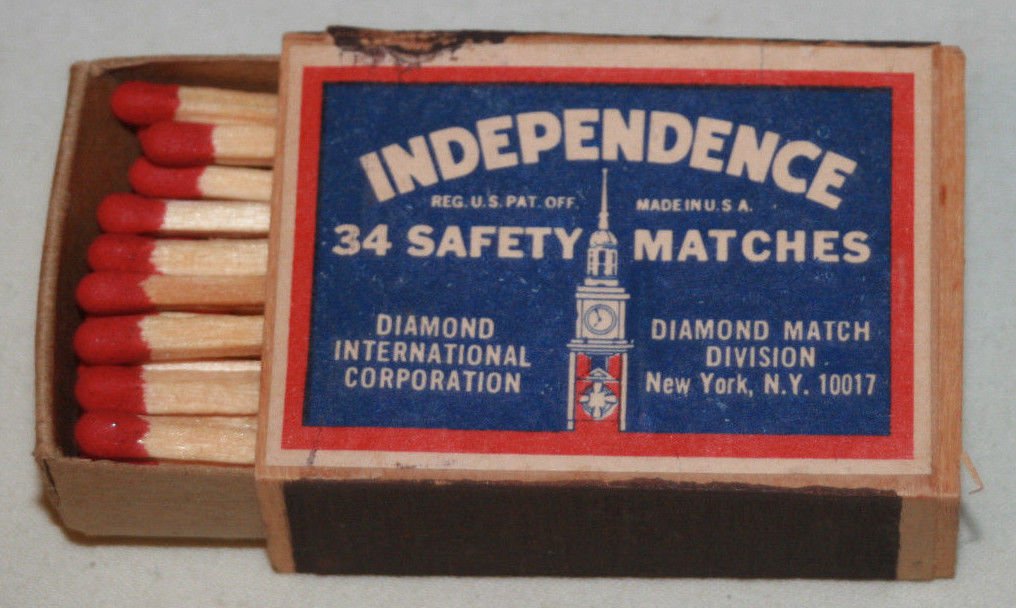 INDEPENDENCE
REG. U.S. PAT. OFF. MADE IN U.S.A.
34 SAFETY MATCHES
DIAMOND
INTERNATIONAL
CORPORATION
DIAMOND MATCH
DIVISION
New York, N.Y. 10017